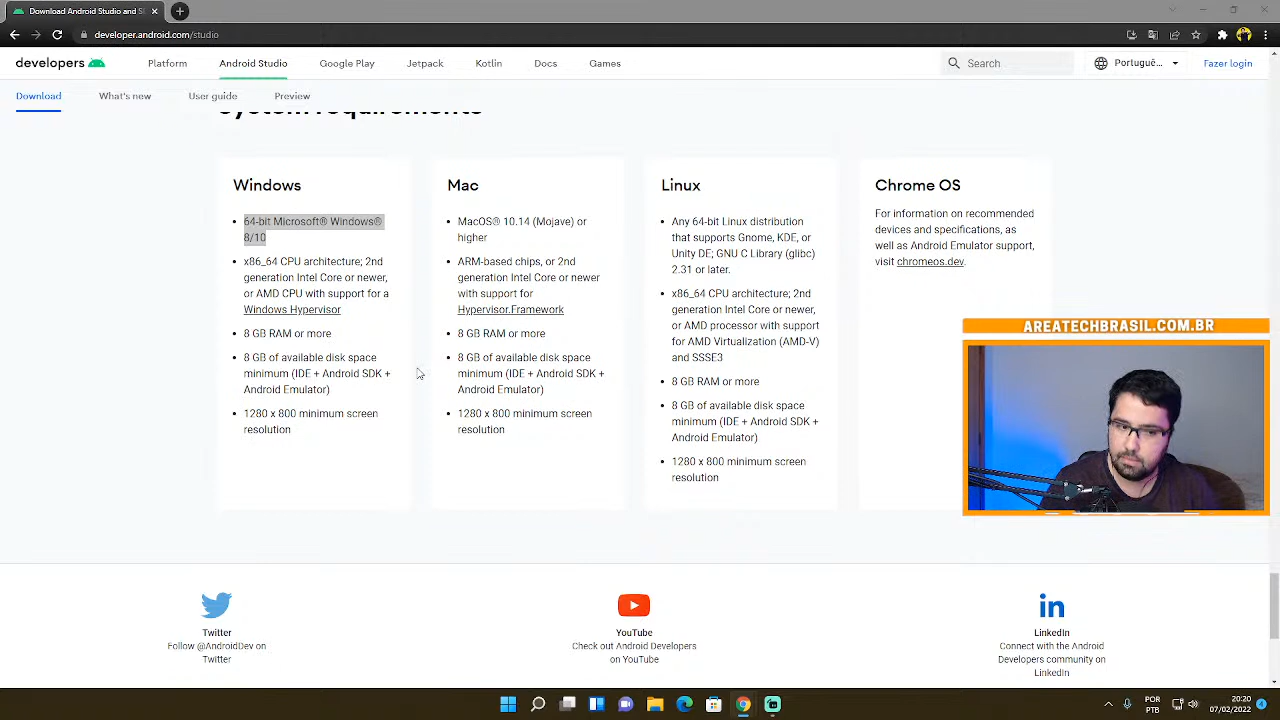 Download Android Studio and S
developer.android.com/studio
developers
Platform
Android Studio
Google Play
Jetpack
Kotlin
Docs
Games
Search
Português...
Fazer login
Download
What's new
User guide
Preview
System requirements
Windows
64-bit Microsoft® Windows®
8/10
x86_64 CPU architecture; 2nd
generation Intel Core or newer,
or AMD CPU with support for a
Windows Hypervisor
8 GB RAM or more
8 GB of available disk space
minimum (IDE + Android SDK +
Android Emulator)
1280 x 800 minimum screen
resolution
Mac
MacOS® 10.14 (Mojave) or
higher
ARM-based chips, or 2nd
generation Intel Core or newer
with support for
Hypervisor.Framework
8 GB RAM or more
8 GB of available disk space
minimum (IDE + Android SDK +
Android Emulator)
1280 x 800 minimum screen
resolution
Linux
Any 64-bit Linux distribution
that supports Gnome, KDE, or
Unity DE; GNU C Library (glibc)
2.31 or later.
x86_64 CPU architecture; 2nd
generation Intel Core or newer,
or AMD processor with support
for AMD Virtualization (AMD-V)
and SSSE3
8 GB RAM or more
8 GB of available disk space
minimum (IDE + Android SDK +
Android Emulator)
1280 x 800 minimum screen
resolution
Chrome OS
For information on recommended
devices and specifications, as
well as Android Emulator support,
visit chromeos.dev.
AREATECHBRASIL.COM.BR
Twitter
Follow @AndroidDev on
Twitter
YouTube
Check out Android Developers
on YouTube
LinkedIn
Connect with the Android
Developers community on
LinkedIn
POR
PTB
20:20
07/02/2022